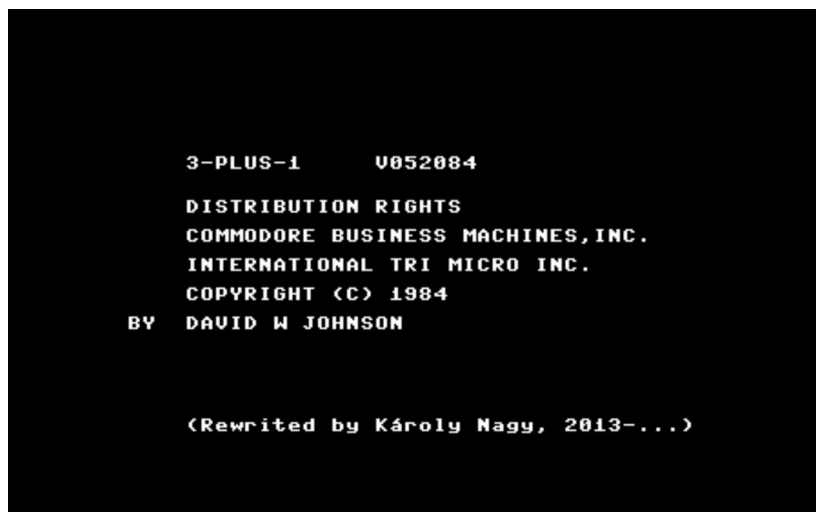 3-PLUS-1 V052084
DISTRIBUTION RIGHTS
COMMODORE BUSINESS MACHINES,INC.
INTERNATIONAL TRI MICRO INC.
COPYRIGHT (C) 1984
BY DAVID W JOHNSON
(Rewrited by Károly Nagy, 2013-...)